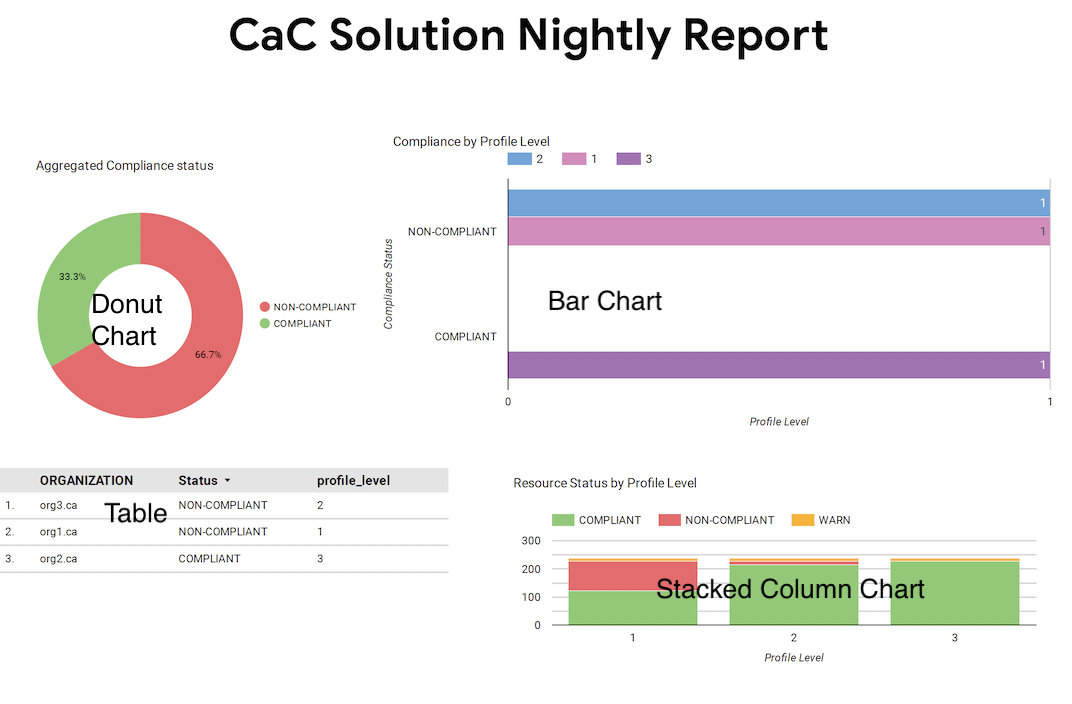 CaC Solution Nightly Report
Aggregated Compliance status
33.3%
66.7%
Donut
Chart
NON-COMPLIANT
COMPLIANT
Compliance by Profile Level
2 1 3
Compliance Status
NON-COMPLIANT
COMPLIANT
1
1
1
Bar Chart
0 1
Profile Level
ORGANIZATION Status profile_level
1. org3.ca NON-COMPLIANT 2
2. org1.ca NON-COMPLIANT 1
3. org2.ca COMPLIANT 3
Table
Resource Status by Profile Level
COMPLIANT NON-COMPLIANT WARN
300
200
100
0
Stacked Column Chart
1 2 3
Profile Level